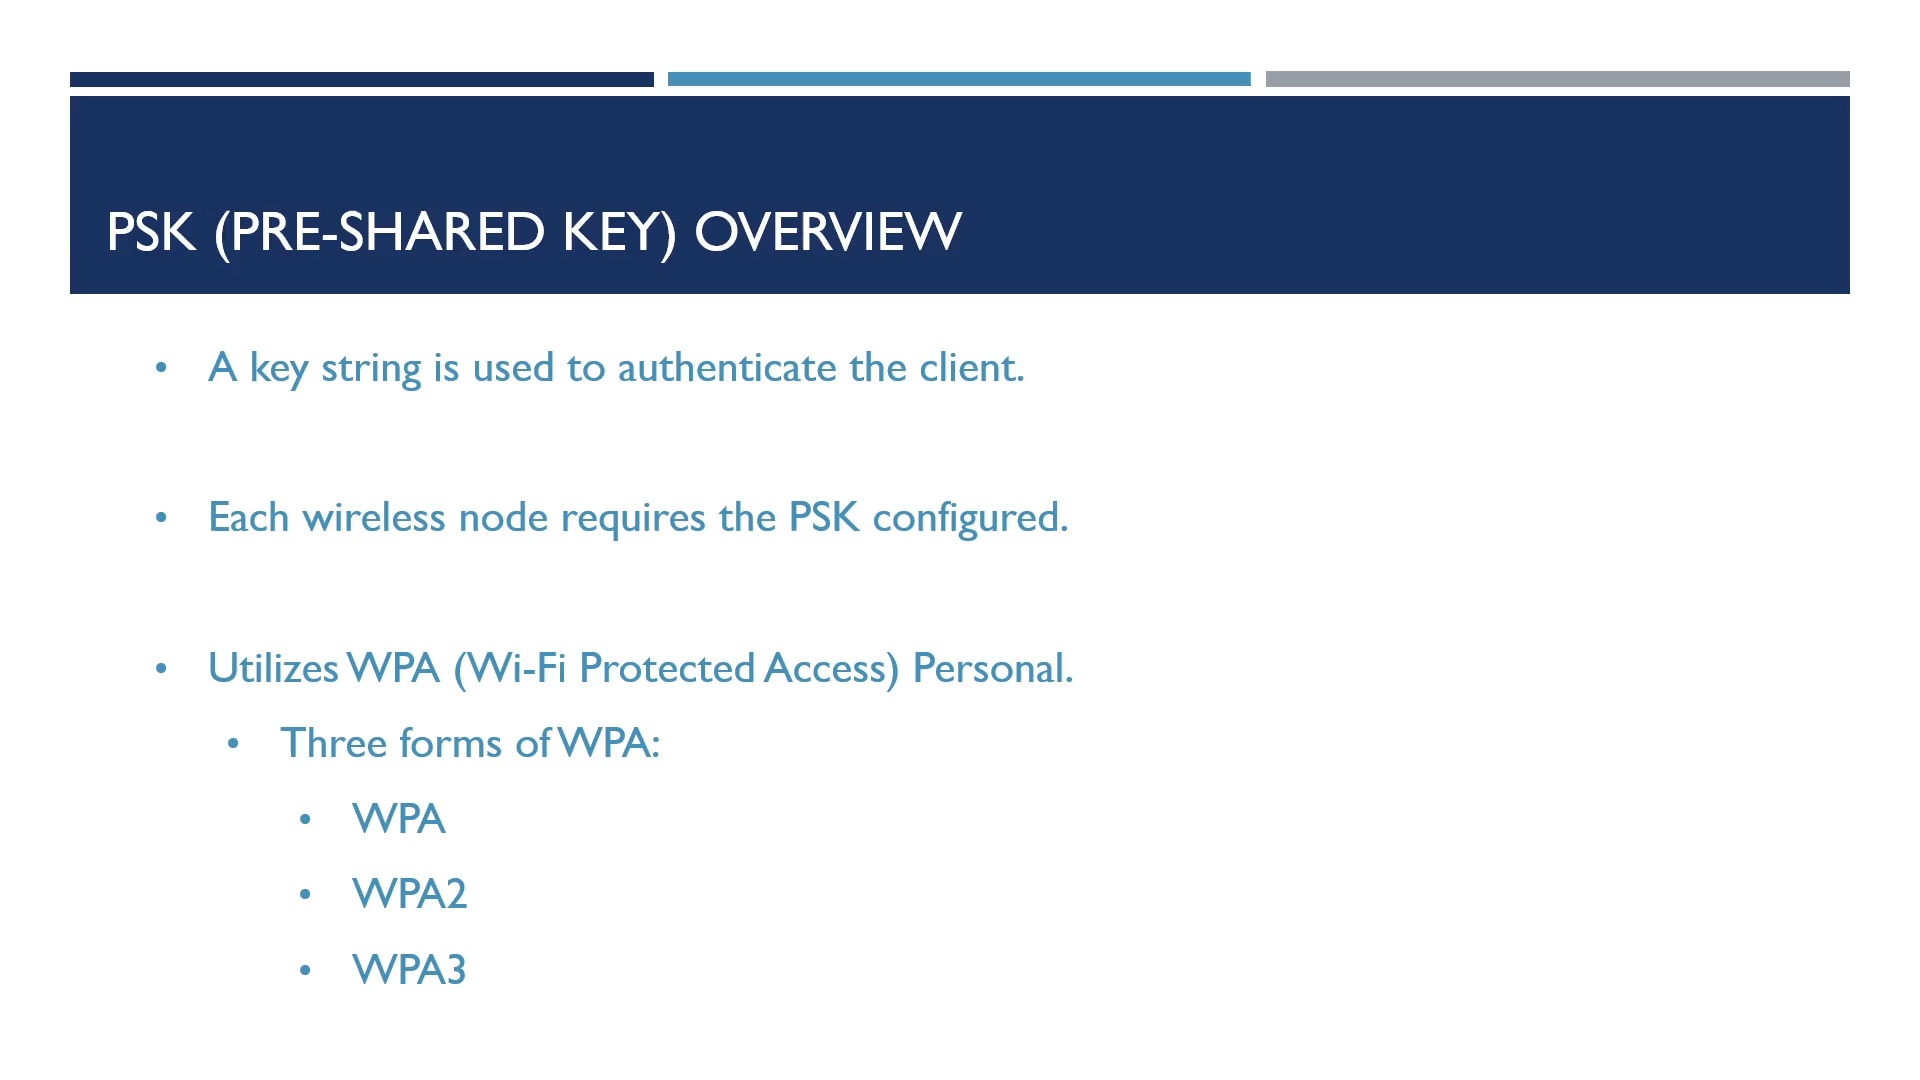 PSK (PRE-SHARED KEY) OVERVIEW
• A key string is used to authenticate the client.
• Each wireless node requires the PSK configured.
• Utilizes WPA (Wi-Fi Protected Access) Personal.
• Three forms of WPA:
• WPA
• WPA2
• WPA3